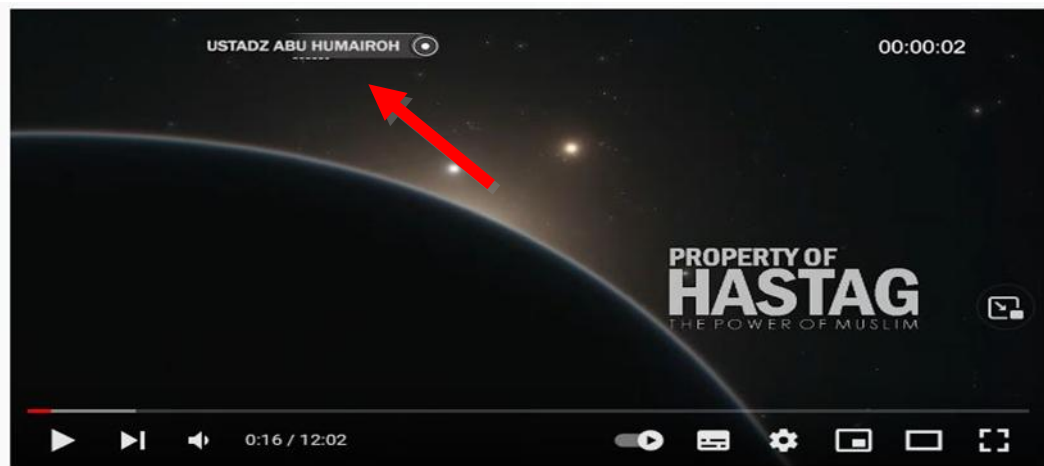 USTADZ ABU HUMAIROH
00:00:02
PROPERTY OF
HASTAG
THE POWER OF MUSLIM
0:16 / 12:02